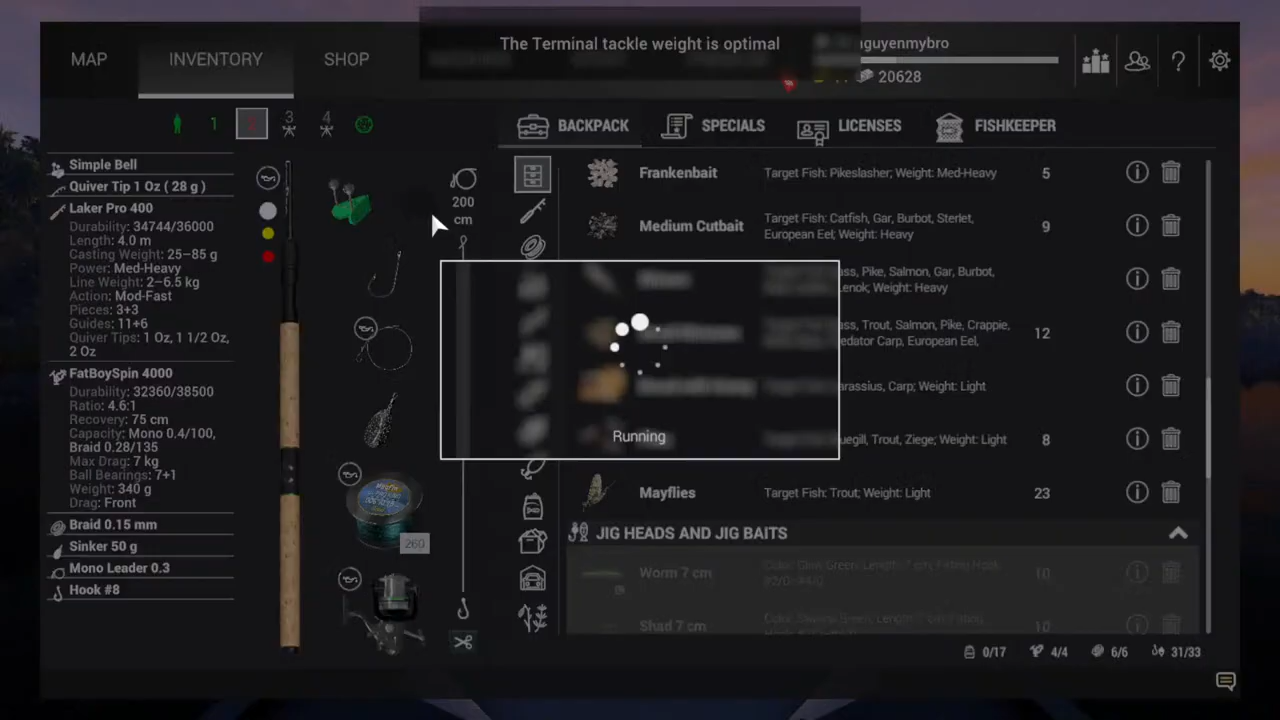 MAP
INVENTORY
SHOP
The Terminal tackle weight is optimal
nguyenmybro
20628
1
3
4
BACKPACK
SPECIALS
LICENSES
FISHKEEPER
Simple Bell
Quiver Tip 1 Oz ( 28 g )
Laker Pro 400
Durability: 34744/36000
Length: 4.0 m
Casting Weight: 25–85 g
Power: Med-Heavy
Line Weight: 2–6.5 kg
Action: Mod-Fast
Pieces: 3+3
Guides: 11+6
Quiver Tips: 1 Oz, 1 1/2 Oz,
2 Oz
FatBoySpin 4000
Durability: 32360/38500
Ratio: 4.6:1
Recovery: 75 cm
Capacity: Mono 0.4/100,
Braid 0.28/135
Max Drag: 7 kg
Ball Bearings: 7+1
Weight: 340 g
Drag: Front
Braid 0.15 mm
Sinker 50 g
Mono Leader 0.3
Hook #8
200
cm
260
Frankenbait
Target Fish: Pikeslasher; Weight: Med-Heavy
5
Medium Cutbait
Target Fish: Catfish, Gar, Burbot, Sterlet,
European Eel; Weight: Heavy
9
ass, Pike, Salmon, Gar, Burbot,
Lenok; Weight: Heavy
ass, Trout, Salmon, Pike, Crappie,
edator Carp, European Eel,
12
arassius, Carp; Weight: Light
uegill, Trout, Ziege; Weight: Light
8
Running
Mayflies
Target Fish: Trout; Weight: Light
23
JIG HEADS AND JIG BAITS
Worm 7 cm
Color: Glow Green; Length: 7 cm; Fitting Hook:
10
Shad 7 cm
10
0/17
4/4
6/6
31/33